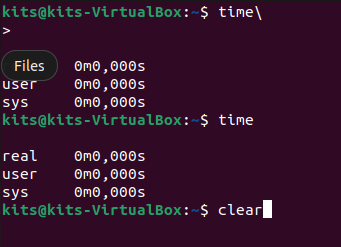 kits@kits-VirtualBox:~$ time\
>
Files 0m0,000s
user 0m0,000s
sys 0m0,000s
kits@kits-VirtualBox:~$ time
real 0m0,000s
user 0m0,000s
sys 0m0,000s
kits@kits-VirtualBox:~$ clear